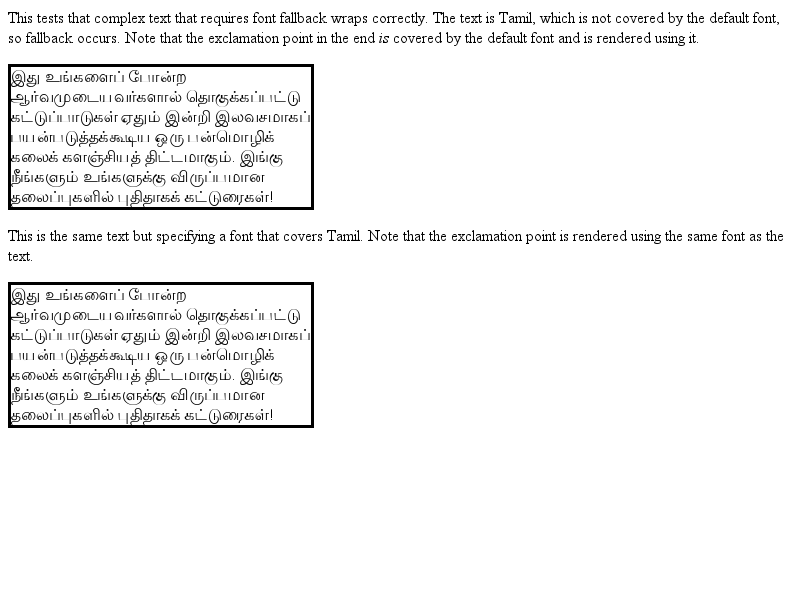 This tests that complex text that requires font fallback wraps correctly. The text is Tamil, which is not covered by the default font,
so fallback occurs. Note that the exclamation point in the end is covered by the default font and is rendered using it.
இது உங்களைப் போன்ற
ஆர்வமுடையவர்களால் தொகுக்கப்பட்டு
கட்டுப்பாடுகள் ஏதும் இன்றி இலவசமாகப்
பயன்படுத்தக்கூடிய ஒரு பன்மொழிக்
கலைக் களஞ்சியத் திட்டமாகும். இங்கு
நீங்களும் உங்களுக்கு விருப்பமான
தலைப்புகளில் புதிதாகக் கட்டுரைகள்!
This is the same text but specifying a font that covers Tamil. Note that the exclamation point is rendered using the same font as the
text.
இது உங்களைப் போன்ற
ஆர்வமுடையவர்களால் தொகுக்கப்பட்டு
கட்டுப்பாடுகள் ஏதும் இன்றி இலவசமாகப்
பயன்படுத்தக்கூடிய ஒரு பன்மொழிக்
கலைக் களஞ்சியத் திட்டமாகும். இங்கு
நீங்களும் உங்களுக்கு விருப்பமான
தலைப்புகளில் புதிதாகக் கட்டுரைகள்!